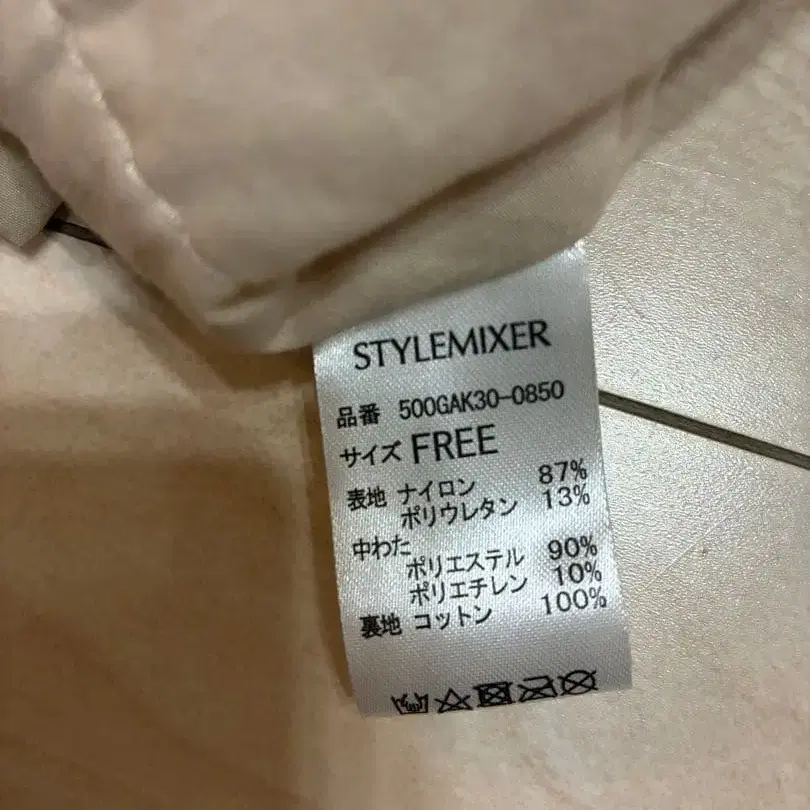 STYLEMIXER
品番 500GAK30-0850
サイズ FREE
表地 ナイロン 87%
ポリウレタン 13%
中わた
ポリエステル 90%
ポリエチレン 10%
裏地 コットン 100%